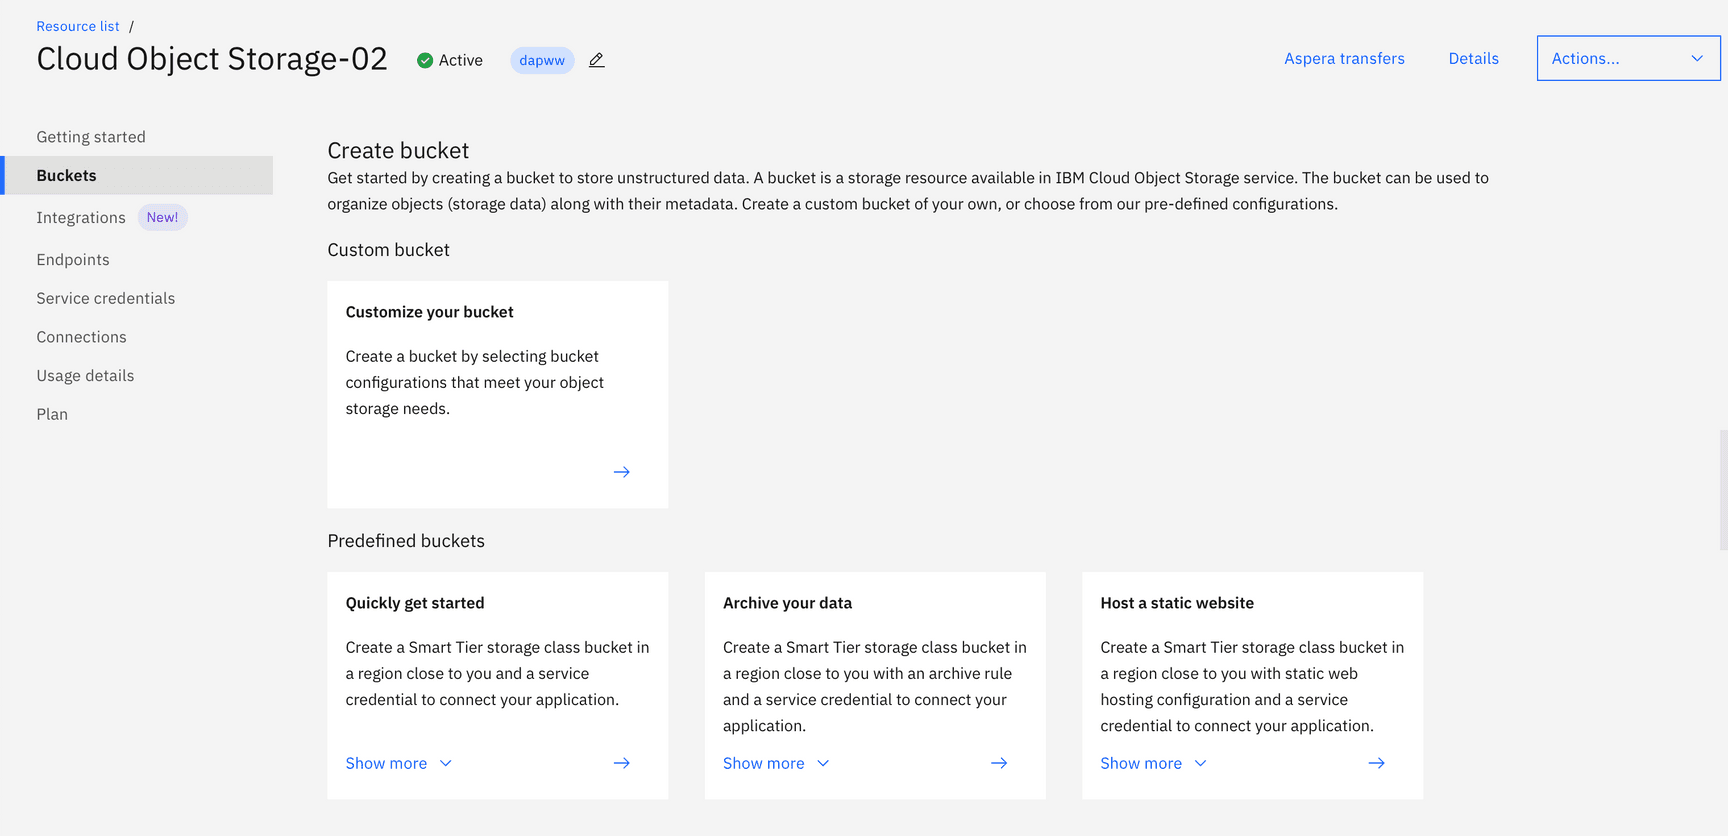 Resource list /
Cloud Object Storage-02
Active
dapww
Aspera transfers
Details
Actions...
Getting started
Buckets
Integrations New!
Endpoints
Service credentials
Connections
Usage details
Plan
Create bucket
Get started by creating a bucket to store unstructured data. A bucket is a storage resource available in IBM Cloud Object Storage service. The bucket can be used to
organize objects (storage data) along with their metadata. Create a custom bucket of your own, or choose from our pre-defined configurations.
Custom bucket
Customize your bucket
Create a bucket by selecting bucket
configurations that meet your object
storage needs.
Predefined buckets
Quickly get started
Create a Smart Tier storage class bucket in
a region close to you and a service
credential to connect your application.
Show more
Archive your data
Create a Smart Tier storage class bucket in
a region close to you with an archive rule
and a service credential to connect your
application.
Show more
Host a static website
Create a Smart Tier storage class bucket in
a region close to you with static web
hosting configuration and a service
credential to connect your application.
Show more